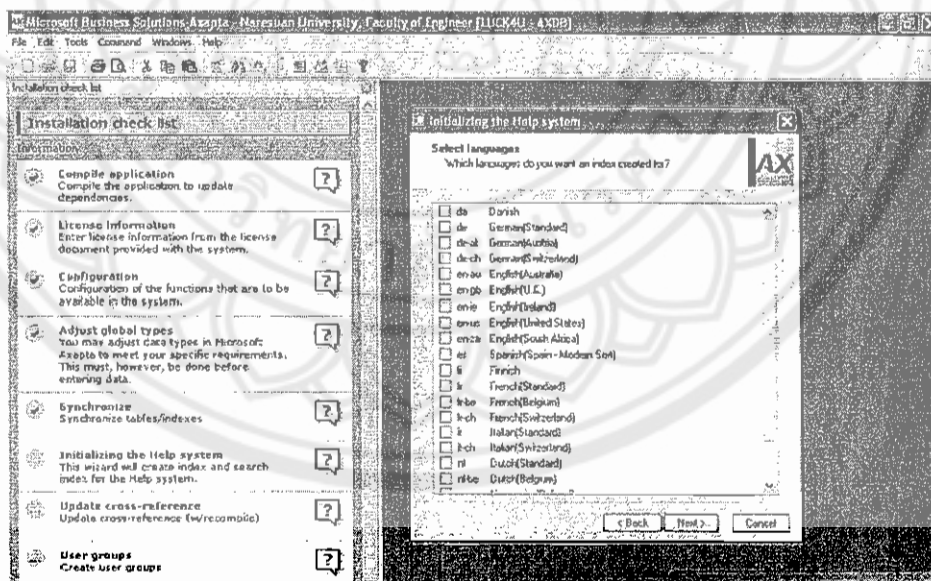 Microsoft Business Solutions-Axapta - Naresuan University, Faculty of Engineer [LUCK4U - AXDB]
File Edit Tools Command Windows Help
Installation check list
Installation check list
Information
Compile application
Compile the application to update
dependencies.
License Information
Enter license information from the license
document provided with the system.
Configuration
Configuration of the functions that are to be
available in the system.
Adjust global types
You may adjust data types in Microsoft
Axapta to meet your specific requirements.
This must, however, be done before
entering data.
Synchronize
Synchronize tables/indexes
Initializing the Help system
This wizard will create index and search
index for the Help system.
Update cross-reference
Update cross-reference (w/recompile)
User groups
Create user groups
Initializing the Help system
Select languages
Which languages do you want an index created for?
AX
da Danish
de German(Standard)
de-at German(Austria)
de-ch German(Switzerland)
en-au English(Australia)
en-gb English(U.K.)
en-ie English(Ireland)
en-us English(United States)
en-za English(South Africa)
es Spanish(Spain - Modern Sort)
fi Finnish
fr French(Standard)
fr-be French(Belgium)
fr-ch French(Switzerland)
it Italian(Standard)
it-ch Italian(Switzerland)
nl Dutch(Standard)
nl-be Dutch(Belgium)
< Back Next > Cancel